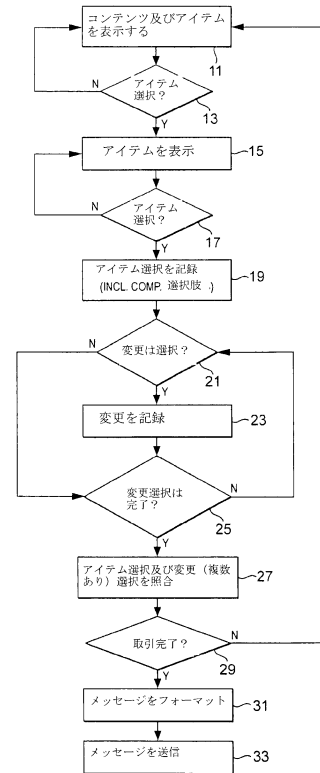 コンテンツ及びアイテム
を表示する
11
N
アイテム
選択?
13
Y
アイテムを表示
15
N
アイテム
選択?
17
Y
アイテム選択を記録
(INCL. COMP. 選択肢 .)
19
N
変更は選択?
21
Y
変更を記録
23
変更選択は
完了?
N
25
Y
アイテム選択及び変更(複数
あり)選択を照合
27
取引完了?
N
29
Y
メッセージをフォーマット
31
メッセージを送信
33